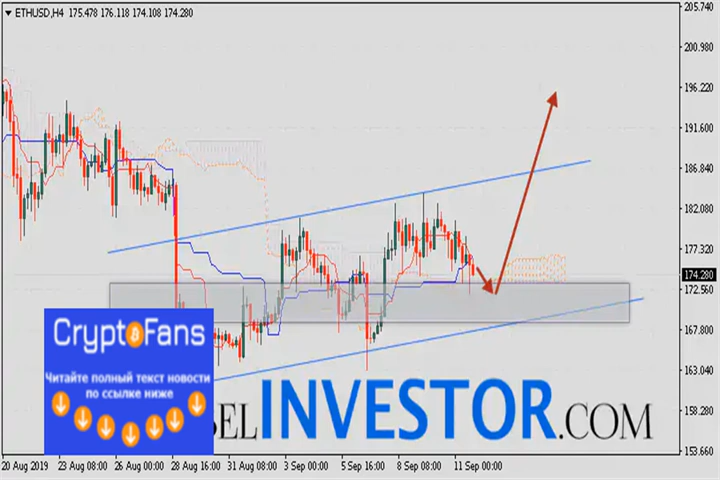 ETHUSD,H4 175.478 176.118 174.108 174.280
205.740
200.980
196.220
191.600
186.840
182.080
177.320
174.280
172.560
167.800
163.040
158.280
153.660
CryptoFans
Читайте полный текст новости
по ссылке ниже
BELINVESTOR.COM
20 Aug 2019 23 Aug 08:00 26 Aug 00:00 28 Aug 16:00 31 Aug 08:00 3 Sep 00:00 5 Sep 16:00 8 Sep 08:00 11 Sep 00:00